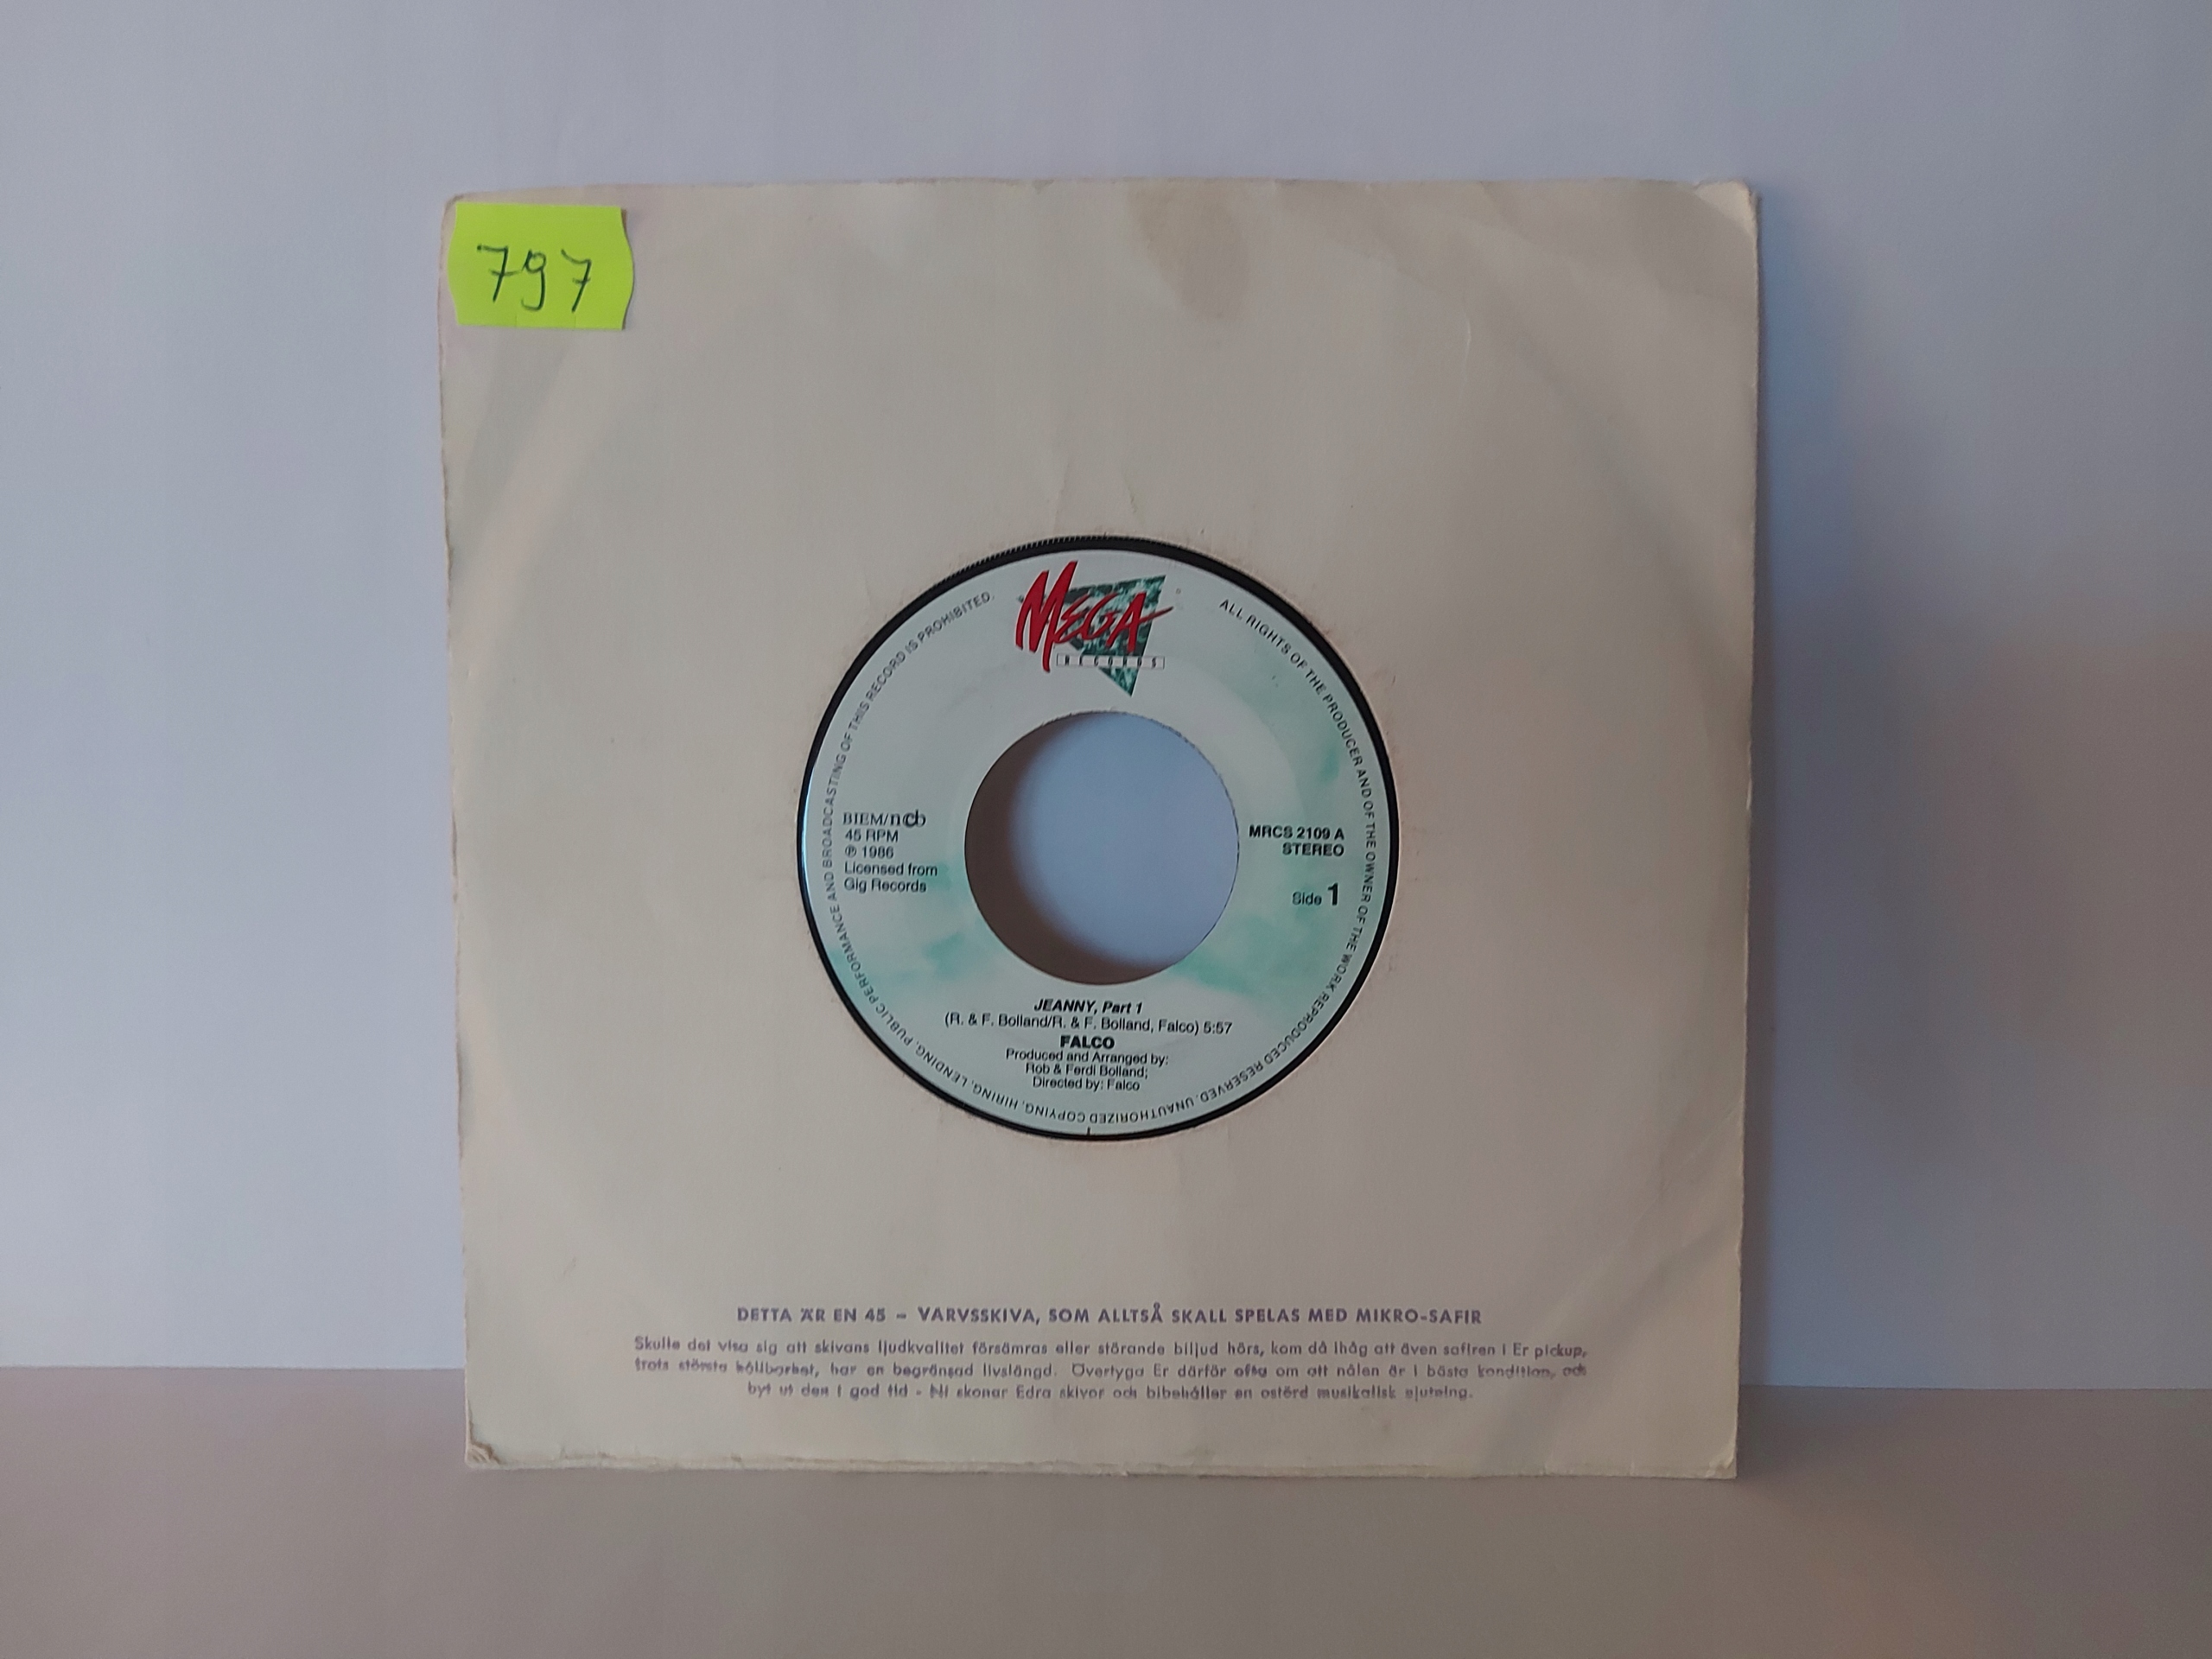 797
MEGA
RECORDS
ALL RIGHTS OF THE PRODUCER AND OF THE OWNER OF THE WORK REPRODUCED RESERVED. UNAUTHORIZED COPYING, HIRING, LENDING, PUBLIC PERFORMANCE AND BROADCASTING OF THIS RECORD IS PROHIBITED.
BIEM/ncb
45 RPM
℗ 1986
Licensed from
Gig Records
MRCS 2109 A
STEREO
Side 1
JEANNY, Part 1
(R. & F. Bolland/R. & F. Bolland, Falco) 5:57
FALCO
Produced and Arranged by:
Rob & Ferdi Bolland;
Directed by: Falco
DETTA ÄR EN 45 - VARVSSKIVA, SOM ALLTSÅ SKALL SPELAS MED MIKRO-SAFIR
Skulle det visa sig att skivans ljudkvalitet försämras eller störande biljud hörs, kom då ihåg att även safiren i Er pickup,
trots största hållbarhet, har en begränsad livslängd. Övertyga Er därför ofta om att nålen är i bästa kondition, och
byt ut den i god tid - Ni skonar Edra skivor och bibehåller en ostörd musikalisk njutning.